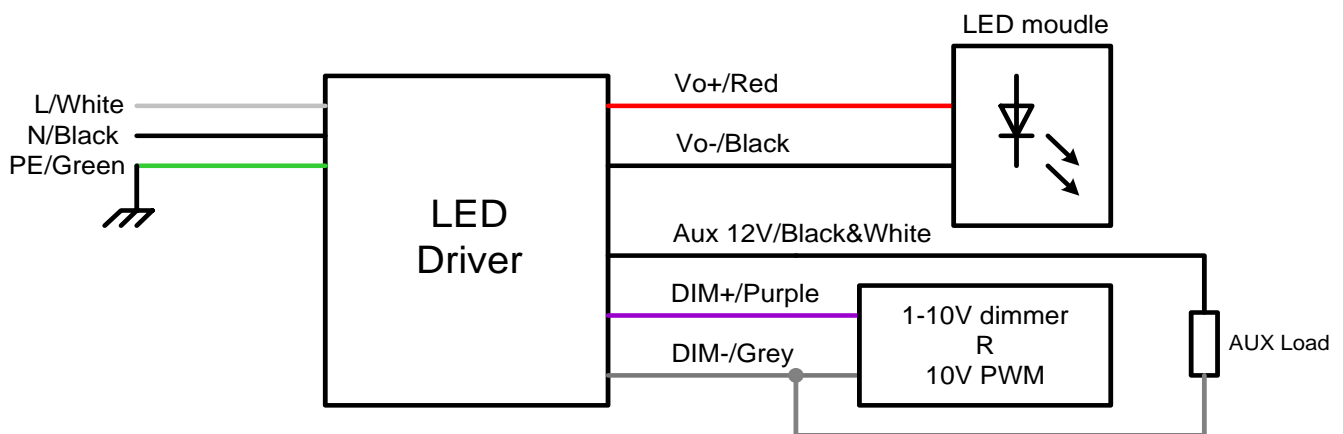 LED moudle
L/White
N/Black
PE/Green
LED
Driver
Vo+/Red
Vo-/Black
Aux 12V/Black&White
DIM+/Purple
DIM-/Grey
1-10V dimmer
R
10V PWM
AUX Load